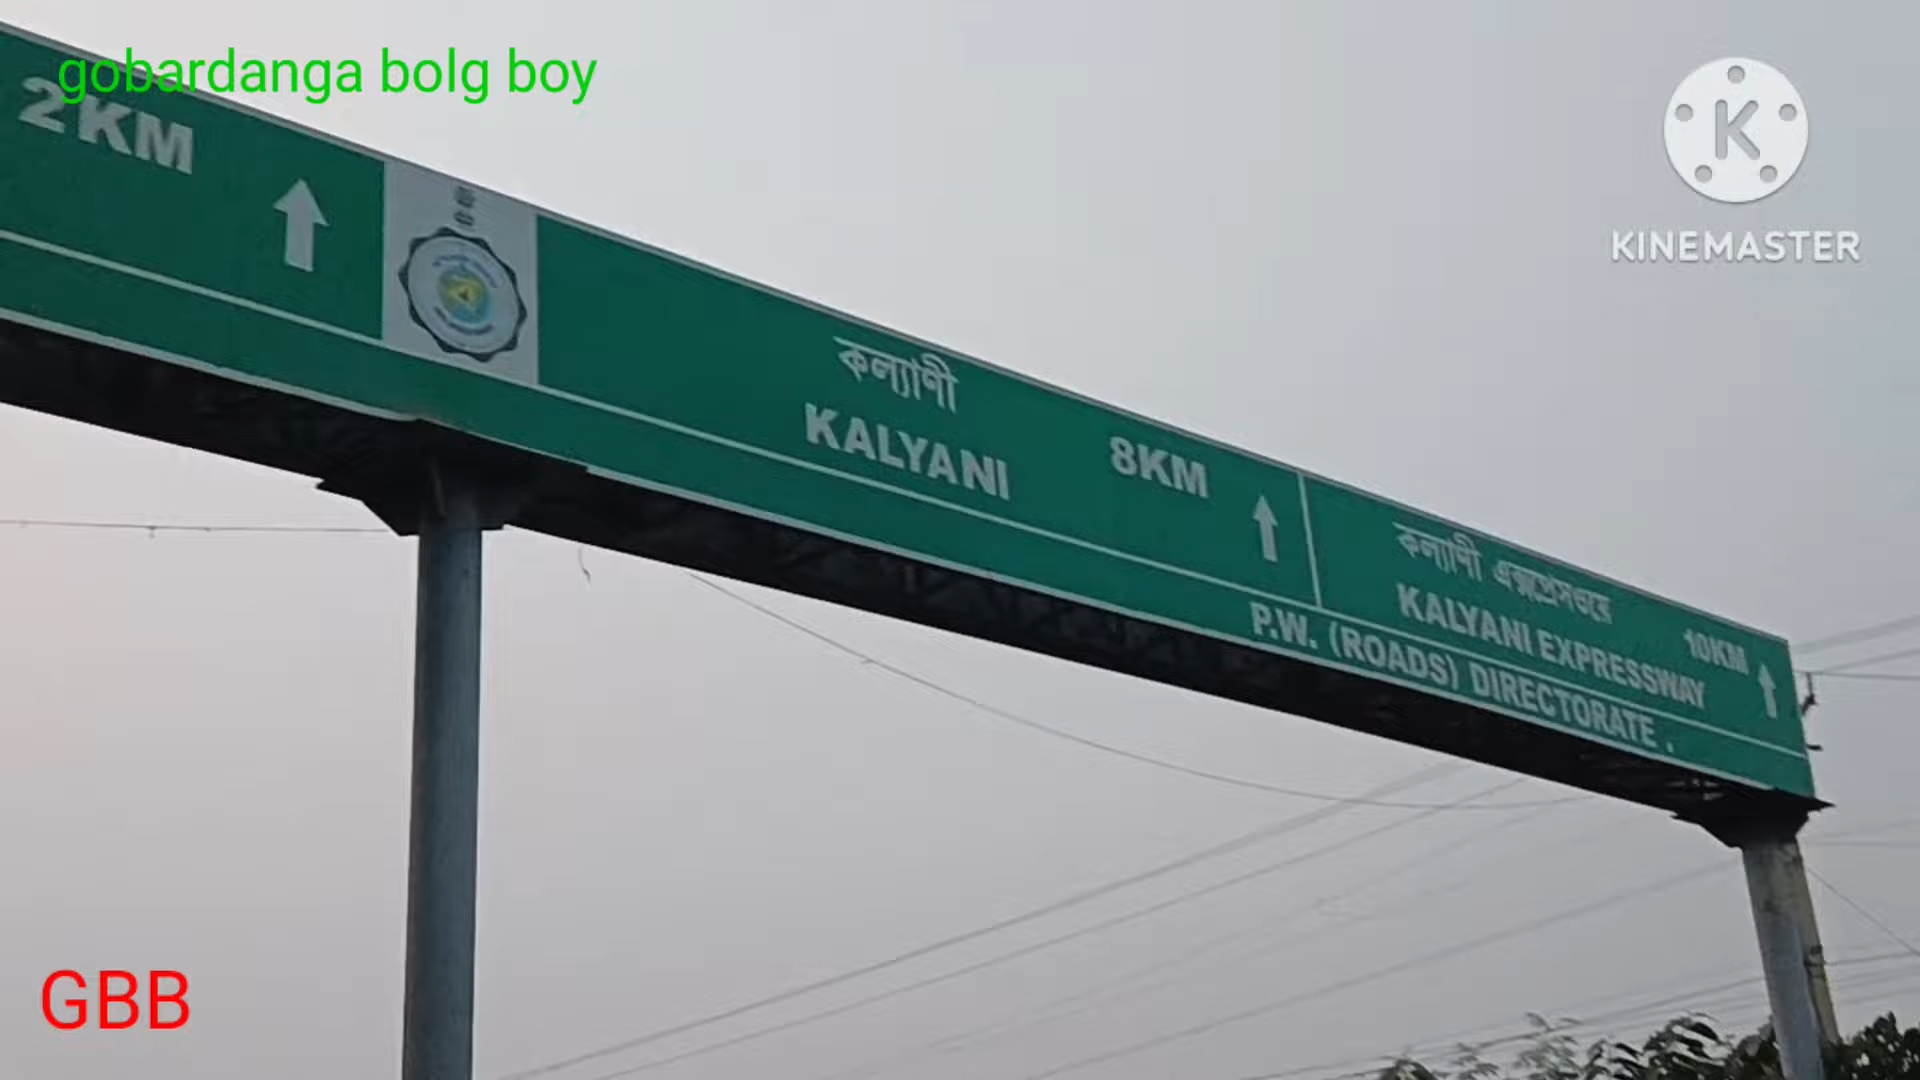 gobardanga bolg boy
2KM
কল্যাণী
KALYANI
8KM
কল্যাণী এক্সপ্রেসওয়ে
KALYANI EXPRESSWAY
10KM
P.W. (ROADS) DIRECTORATE .
K
KINEMASTER
GBB